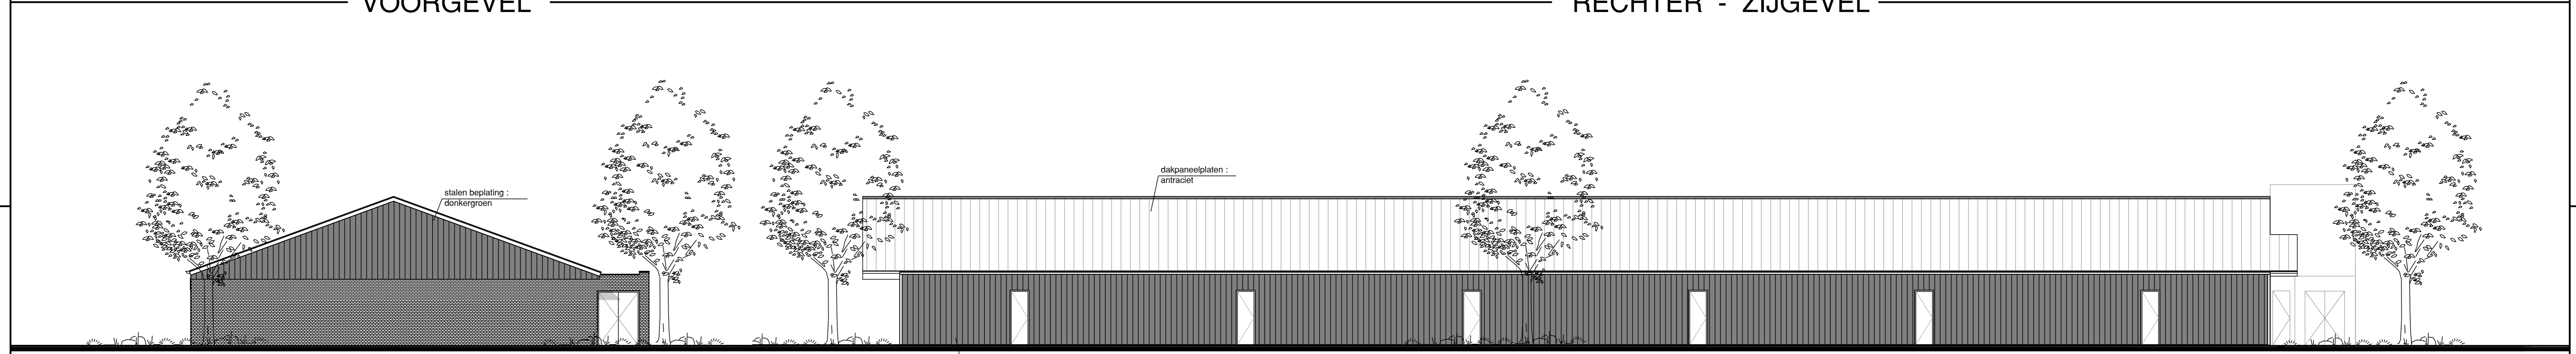 VOORGEVEL
RECHTER - ZIJGEVEL
stalen beplating :
donkergroen
dakpaneelplaten :
antraciet